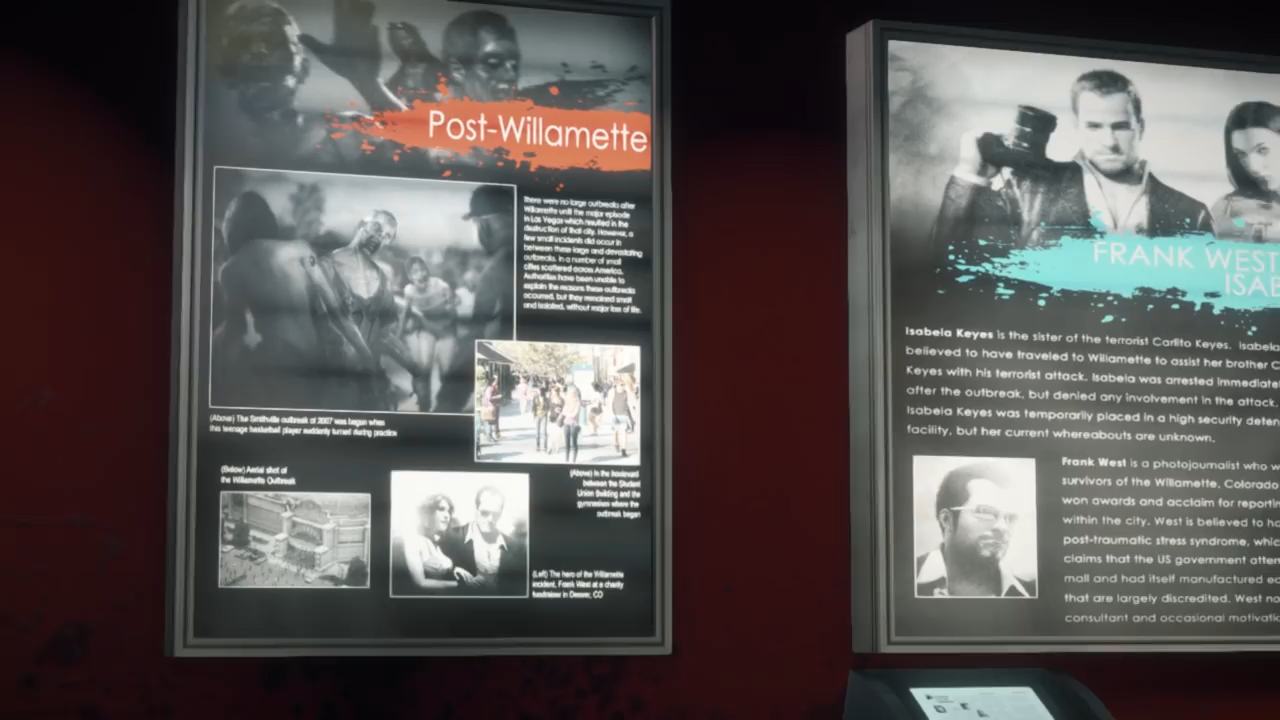 Post-Willamette
There were no large outbreaks after
Willamette until the major episode
in Las Vegas which resulted in the
destruction of that city. However, a
few small incidents did occur in
between these large and devastating
outbreaks. In a number of small
cities scattered across America.
Authorities have been unable to
explain the reasons these outbreaks
occurred, but they remained small
and isolated, without major loss of life.
(Above) The Smithville outbreak of 2007 was began when
this teenage basketball player suddenly turned during practice
(Above) In the boulevard
between the Student
Union Building and the
gymnasium where the
outbreak began
(Below) Aerial shot of
the Willamette Outbreak
(Left) The hero of the Willamette
incident, Frank West at a charity
fundraiser in Denver, CO
FRANK WEST
ISAB
Isabela Keyes is the sister of the terrorist Carlito Keyes. Isabela
believed to have traveled to Willamette to assist her brother C
Keyes with his terrorist attack. Isabela was arrested immediate
after the outbreak, but denied any involvement in the attack.
Isabela Keyes was temporarily placed in a high security deten
facility, but her current whereabouts are unknown.
Frank West is a photojournalist who w
survivors of the Willamette, Colorado
won awards and acclaim for reporti
within the city. West is believed to ha
post-traumatic stress syndrome, whic
claims that the US government attem
mall and had itself manufactured ea
that are largely discredited. West no
consultant and occasional motivatio